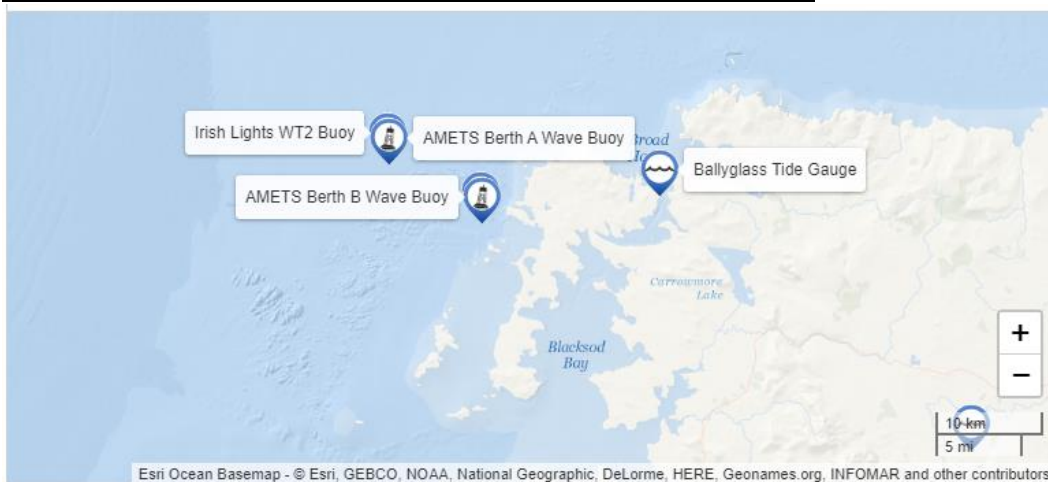 Irish Lights WT2 Buoy
AMETS Berth A Wave Buoy
Broad
AMETS Berth B Wave Buoy
Ballyglass Tide Gauge
Carrowmore
Lake
Blacksod
Bay
+
−
10 km
5 mi
Esri Ocean Basemap - © Esri, GEBCO, NOAA, National Geographic, DeLorme, HERE, Geonames.org, INFOMAR and other contributors